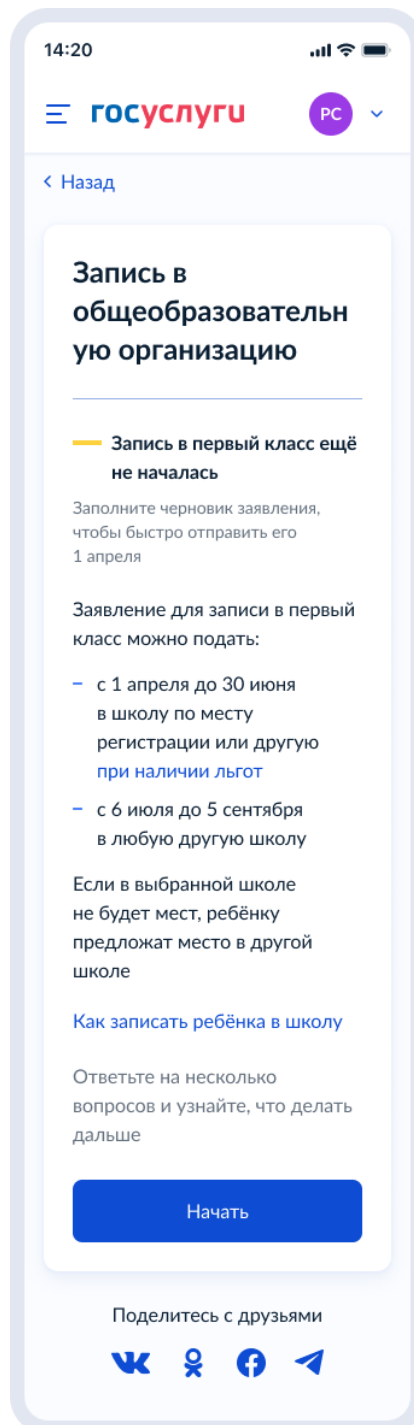 14:20
госуслуги
РС
Назад
Запись в
общеобразовательн
ую организацию
Запись в первый класс ещё
не началась
Заполните черновик заявления,
чтобы быстро отправить его
1 апреля
Заявление для записи в первый
класс можно подать:
– с 1 апреля до 30 июня
в школу по месту
регистрации или другую
при наличии льгот
– с 6 июля до 5 сентября
в любую другую школу
Если в выбранной школе
не будет мест, ребёнку
предложат место в другой
школе
Как записать ребёнка в школу
Ответьте на несколько
вопросов и узнайте, что делать
дальше
Начать
Поделитесь с друзьями